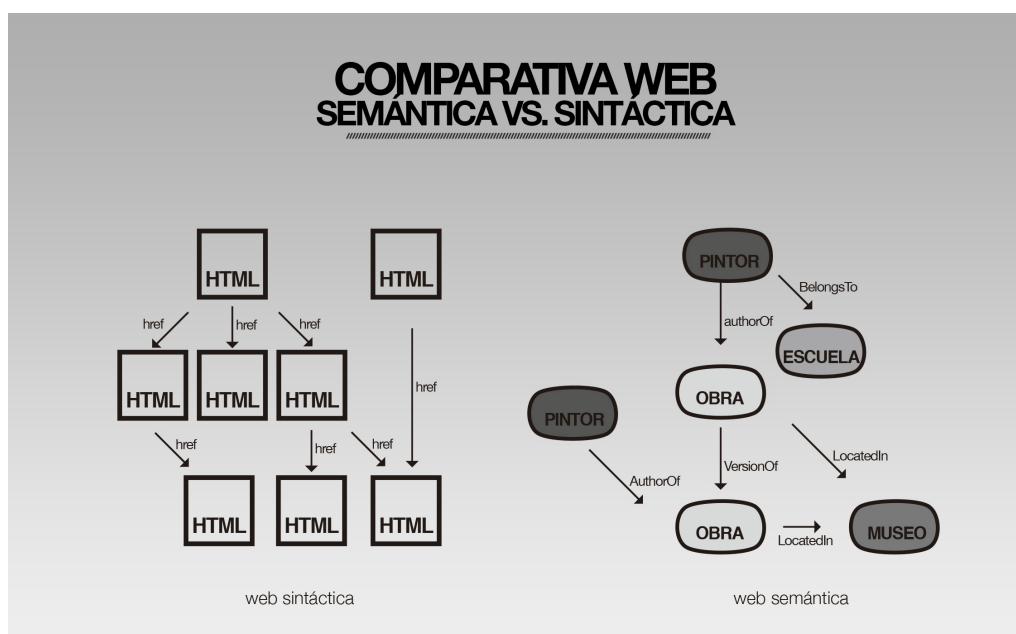 COMPARATIVA WEB
SEMÁNTICA VS. SINTÁCTICA
HTML
HTML
href
href
href
href
HTML
HTML
HTML
href
href
href
HTML
HTML
HTML
web sintáctica
PINTOR
BelongsTo
authorOf
ESCUELA
OBRA
PINTOR
LocatedIn
VersionOf
AuthorOf
OBRA
LocatedIn
MUSEO
web semántica